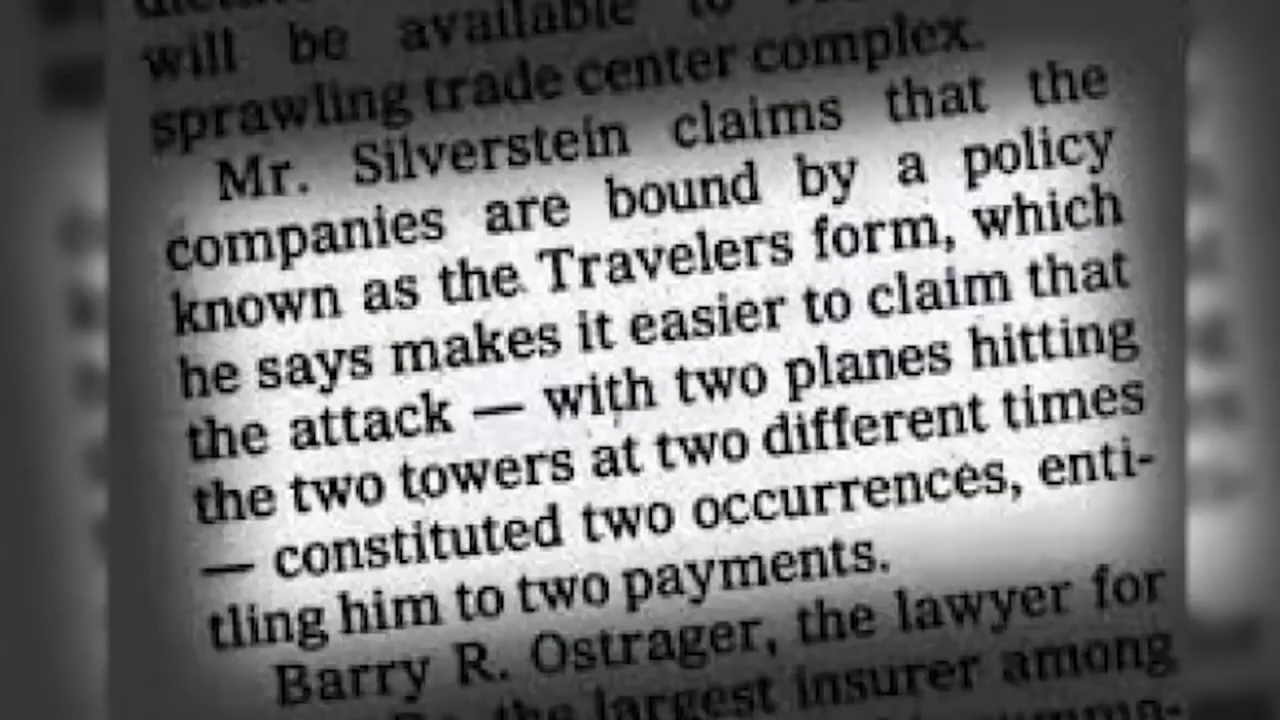 will be available to
sprawling trade center complex.
Mr. Silverstein claims that the
companies are bound by a policy
known as the Travelers form, which
he says makes it easier to claim that
the attack — with two planes hitting
the two towers at two different times
— constituted two occurrences, enti-
tling him to two payments.
Barry R. Ostrager, the lawyer for
the largest insurer among